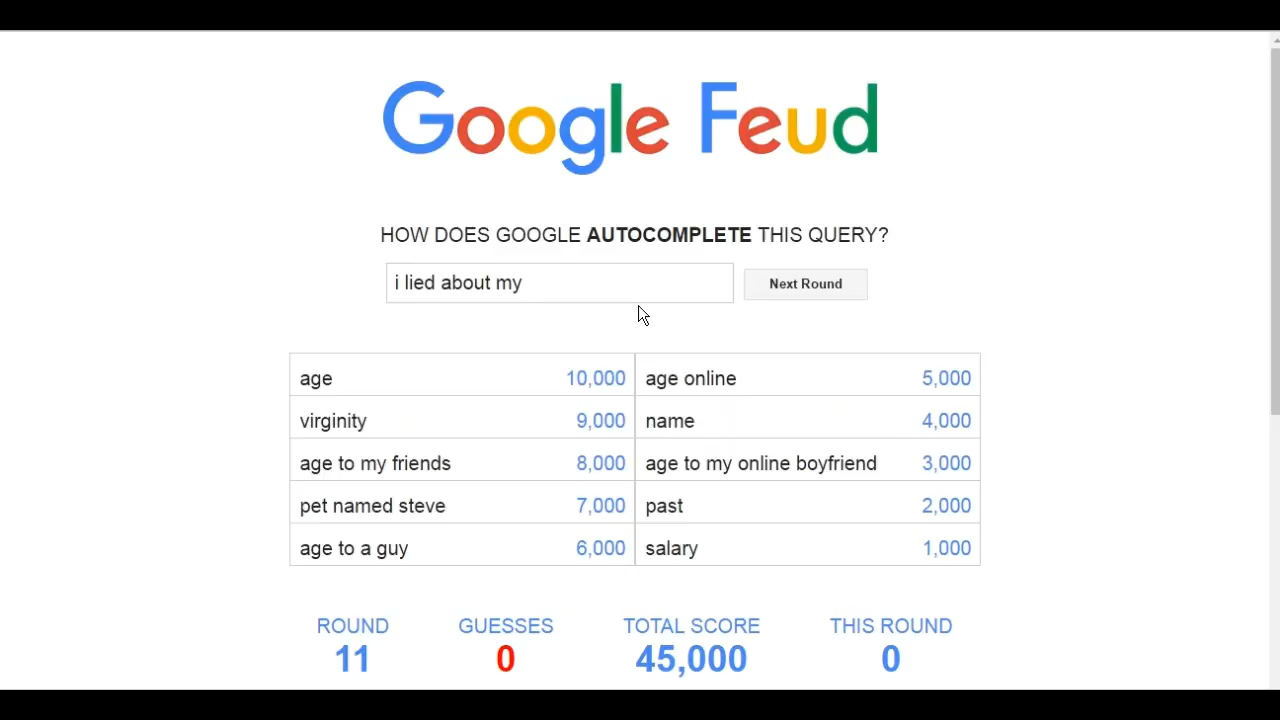 Google Feud
HOW DOES GOOGLE AUTOCOMPLETE THIS QUERY?
i lied about my
Next Round
age 10,000
virginity 9,000
age to my friends 8,000
pet named steve 7,000
age to a guy 6,000
age online 5,000
name 4,000
age to my online boyfriend 3,000
past 2,000
salary 1,000
ROUND GUESSES TOTAL SCORE THIS ROUND
11 0 45,000 0